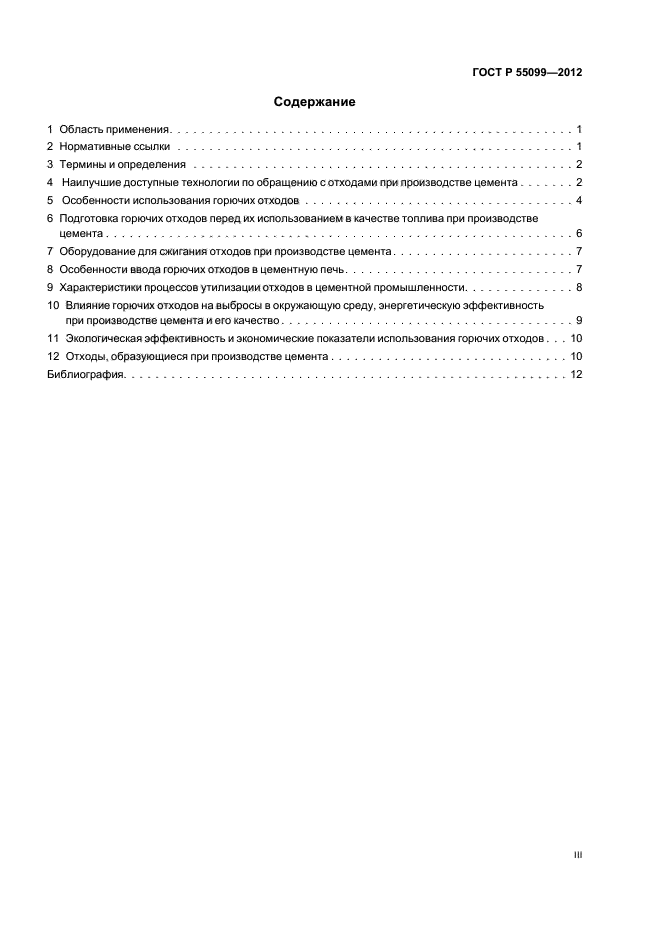 ГОСТ Р 55099—2012
Содержание
1 Область применения. . . . . . . . . . . . . . . . . . . . . . . . . . . . . . . . . . . . . . . . . . . . . . . . . 1
2 Нормативные ссылки . . . . . . . . . . . . . . . . . . . . . . . . . . . . . . . . . . . . . . . . . . . . . . . . 1
3 Термины и определения . . . . . . . . . . . . . . . . . . . . . . . . . . . . . . . . . . . . . . . . . . . . . . 2
4 Наилучшие доступные технологии по обращению с отходами при производстве цемента . . . . . . . 2
5 Особенности использования горючих отходов . . . . . . . . . . . . . . . . . . . . . . . . . . . . . . . . 4
6 Подготовка горючих отходов перед их использованием в качестве топлива при производстве
цемента . . . . . . . . . . . . . . . . . . . . . . . . . . . . . . . . . . . . . . . . . . . . . . . . . . . . . . 6
7 Оборудование для сжигания отходов при производстве цемента . . . . . . . . . . . . . . . . . . . . . 7
8 Особенности ввода горючих отходов в цементную печь. . . . . . . . . . . . . . . . . . . . . . . . . . . 7
9 Характеристики процессов утилизации отходов в цементной промышленности. . . . . . . . . . . . . 8
10 Влияние горючих отходов на выбросы в окружающую среду, энергетическую эффективность
при производстве цемента и его качество . . . . . . . . . . . . . . . . . . . . . . . . . . . . . . . . . . 9
11 Экологическая эффективность и экономические показатели использования горючих отходов . . . 10
12 Отходы, образующиеся при производстве цемента . . . . . . . . . . . . . . . . . . . . . . . . . . . . 10
Библиография. . . . . . . . . . . . . . . . . . . . . . . . . . . . . . . . . . . . . . . . . . . . . . . . . . . . 12
III